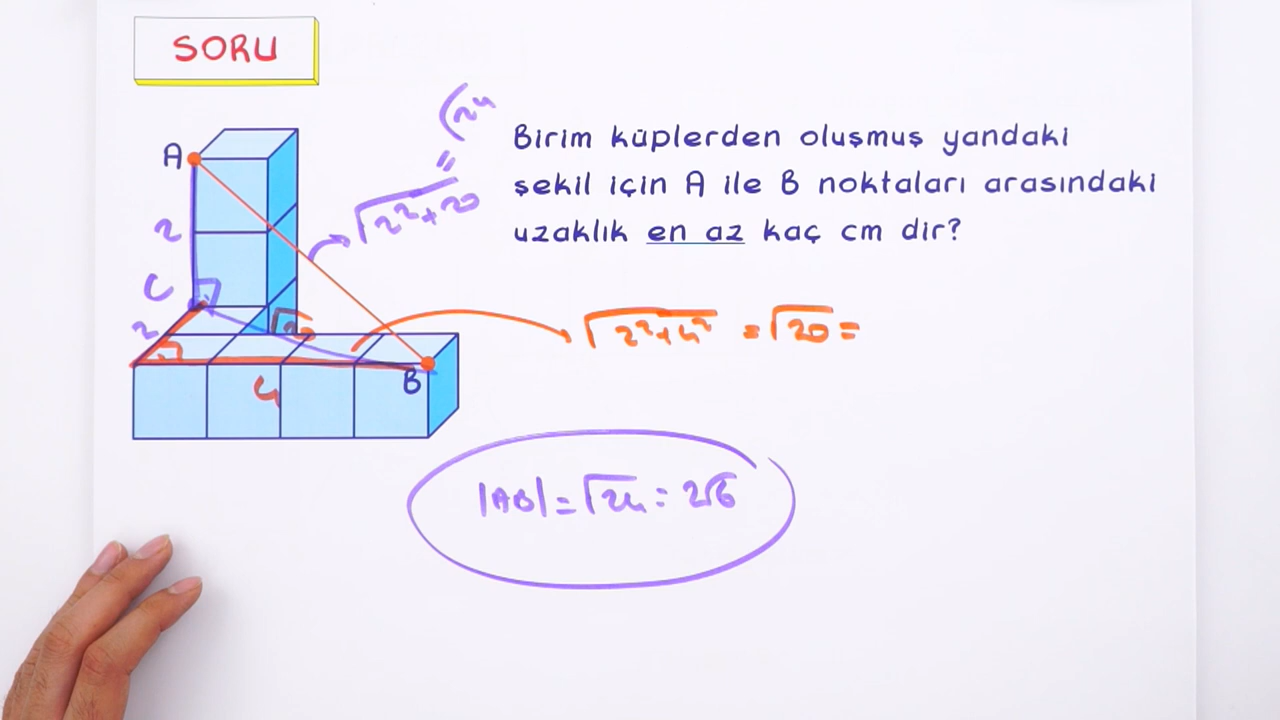 SORU
Birim küplerden oluşmuş yandaki
şekil için A ile B noktaları arasındaki
uzaklık en az kaç cm dir?
A
2
C
2
4
B
√20
√2²+20
=
√24
√2²+4² = √20 =
|AB| = √24 = 2√6